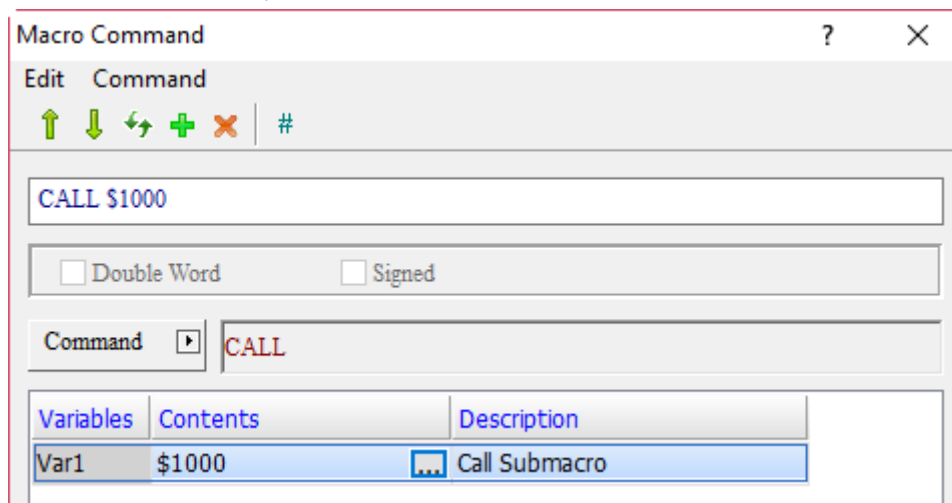 Macro Command ? ×
Edit Command
#
CALL $1000
Double Word Signed
Command CALL
Variables Contents Description
Var1 $1000 ... Call Submacro